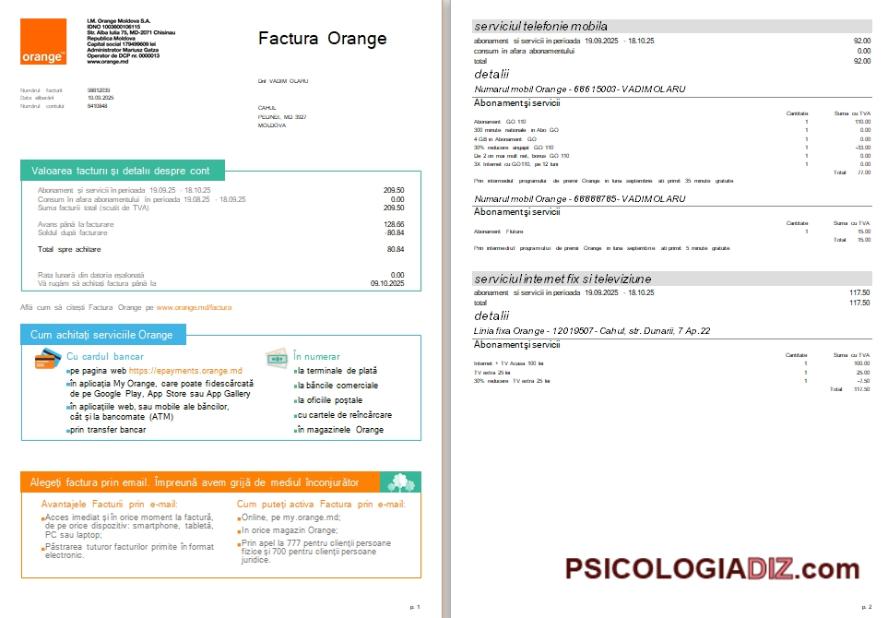 orange
I.M. Orange Moldova S.A.
IDNO 1003600106115
Str. Alba Iulia 75, MD-2071 Chisinau
Republica Moldova
Capital social 179499609 lei
Administrator Mariusz Gatza
Operator de DCP nr. 0000013
www.orange.md
Factura Orange
Numărul facturii
Data eliberării 19.09.2025
Numărul contului
Dnl VADIM OLARU
CAHUL
MD 3927
MOLDOVA
Valoarea facturii și detalii despre cont
Abonament și servicii în perioada 19.09.2025 - 18.10.25 209.50
Consum în afara abonamentului în perioada 19.08.25 - 18.09.25 0.00
Suma facturii total (scutit de TVA) 209.50
Avans până la facturare 128.66
Soldul după facturare -80.84
Total spre achitare 80.84
Rata lunară din datoria eșalonată 0.00
Vă rugăm să achitați factura până la 09.10.2025
Află cum să citești Factura Orange pe www.orange.md/factura
Cum achitați serviciile Orange
Cu cardul bancar
pe pagina web https://epayments.orange.md
în aplicația My Orange, care poate fi descărcată
de pe Google Play, App Store sau App Gallery
în aplicațiile web, sau mobile ale băncilor,
cât și la bancomate (ATM)
prin transfer bancar
În numerar
la terminale de plată
la băncile comerciale
la oficiile poștale
cu cartele de reîncărcare
în magazinele Orange
Alegeți factura prin email. Împreună avem grijă de mediul înconjurător
Avantajele Facturii prin e-mail:
Acces imediat și în orice moment la factură,
de pe orice dispozitiv: smartphone, tabletă,
PC sau laptop;
Păstrarea tuturor facturilor primite în format
electronic.
Cum puteți activa Factura prin e-mail:
Online, pe my.orange.md;
In orice magazin Orange;
Prin apel la 777 pentru clienții persoane
fizice și 700 pentru clienții persoane
juridice.
p. 1
serviciul telefonie mobila
abonament si servicii in perioada 19.09.2025 - 18.10.25 92.00
consum in afara abonamentului 0.00
total 92.00
detalii
Numarul mobil Orange - 68615003 - VADIM OLARU
Abonament și servicii
Cantitate Suma cu TVA
Abonament GO 110 1 110.00
300 minute nationale in Abo GO 1 0.00
4 GB in Abonament GO 1 0.00
30% reducere angajat GO 110 1 -33.00
De 2 ori mai mult net, bonus GO 110 1 0.00
3X Internet cu GO110, pe 12 luni 1 0.00
Total 77.00
Prin intermediul programului de premii Orange in luna septembrie ati primit 35 minute gratuite
Numarul mobil Orange - VADIM OLARU
Abonament și servicii
Cantitate Suma cu TVA
Abonament Fluture 1 15.00
Total 15.00
Prin intermediul programului de premii Orange in luna septembrie ati primit 5 minute gratuite
serviciul internet fix si televiziune
abonament si servicii in perioada 19.09.2025 - 18.10.25 117.50
total 117.50
detalii
Linia fixa Orange - 12019507 - Cahul, str. Dunarii, 7 Ap.22
Abonament și servicii
Cantitate Suma cu TVA
Internet + TV Acasa 100 lei 1 100.00
TV extra 25 lei 1 25.00
30% reducere TV extra 25 lei 1 -7.50
Total 117.50
PSICOLOGIADIZ.com
p. 2